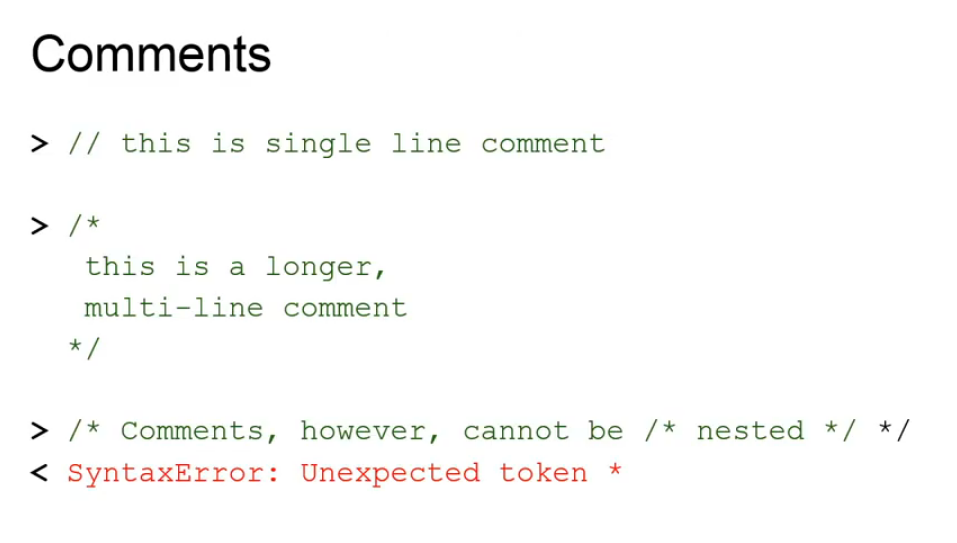 Comments
> // this is single line comment
> /*
this is a longer,
multi-line comment
*/
> /* Comments, however, cannot be /* nested */ */
< SyntaxError: Unexpected token *